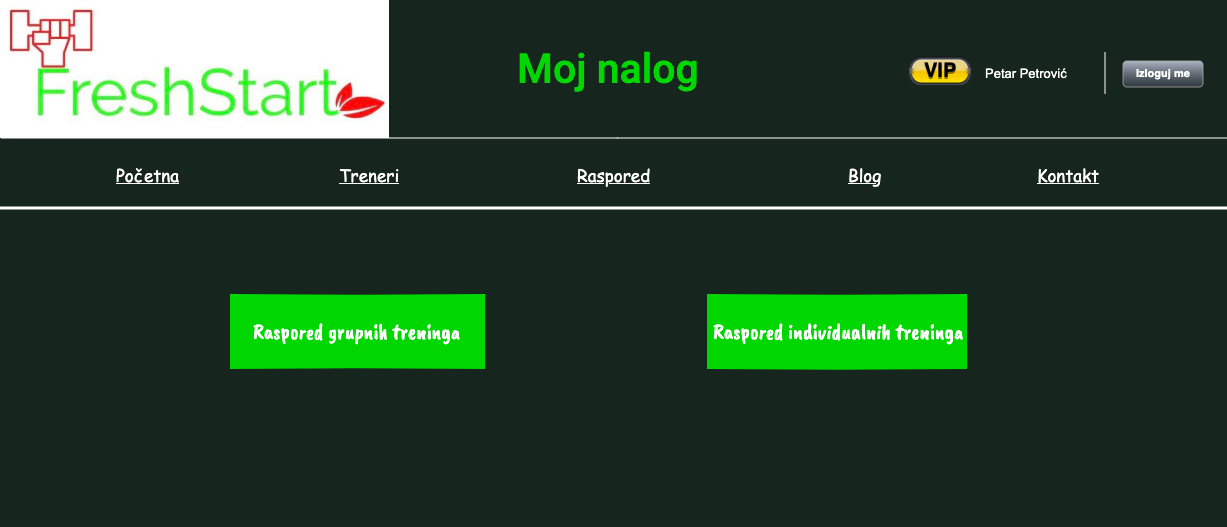 FreshStart
Moj nalog
VIP
Petar Petrović
Izloguj me
Početna
Treneri
Raspored
Blog
Kontakt
Raspored grupnih treninga
Raspored individualnih treninga